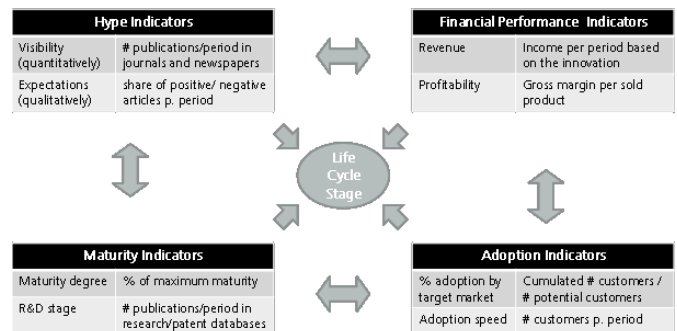 Hype Indicators
Visibility (quantitatively)
# publications/period in journals and newspapers
Expectations (qualitatively)
share of positive/ negative articles p. period
Financial Performance Indicators
Revenue
Income per period based on the innovation
Profitability
Gross margin per sold product
Life
Cycle
Stage
Maturity Indicators
Maturity degree
% of maximum maturity
R&D stage
# publications/period in research/patent databases
Adoption Indicators
% adoption by target market
Cumulated # customers / # potential customers
Adoption speed
# customers p. period